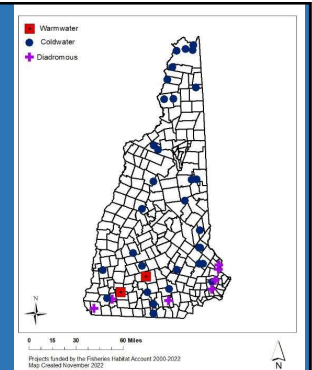 Warmwater
Coldwater
Diadromous
N
0 15 30 60 Miles
Projects funded by the Fisheries Habitat Account 2000-2022
Map Created November 2022
N